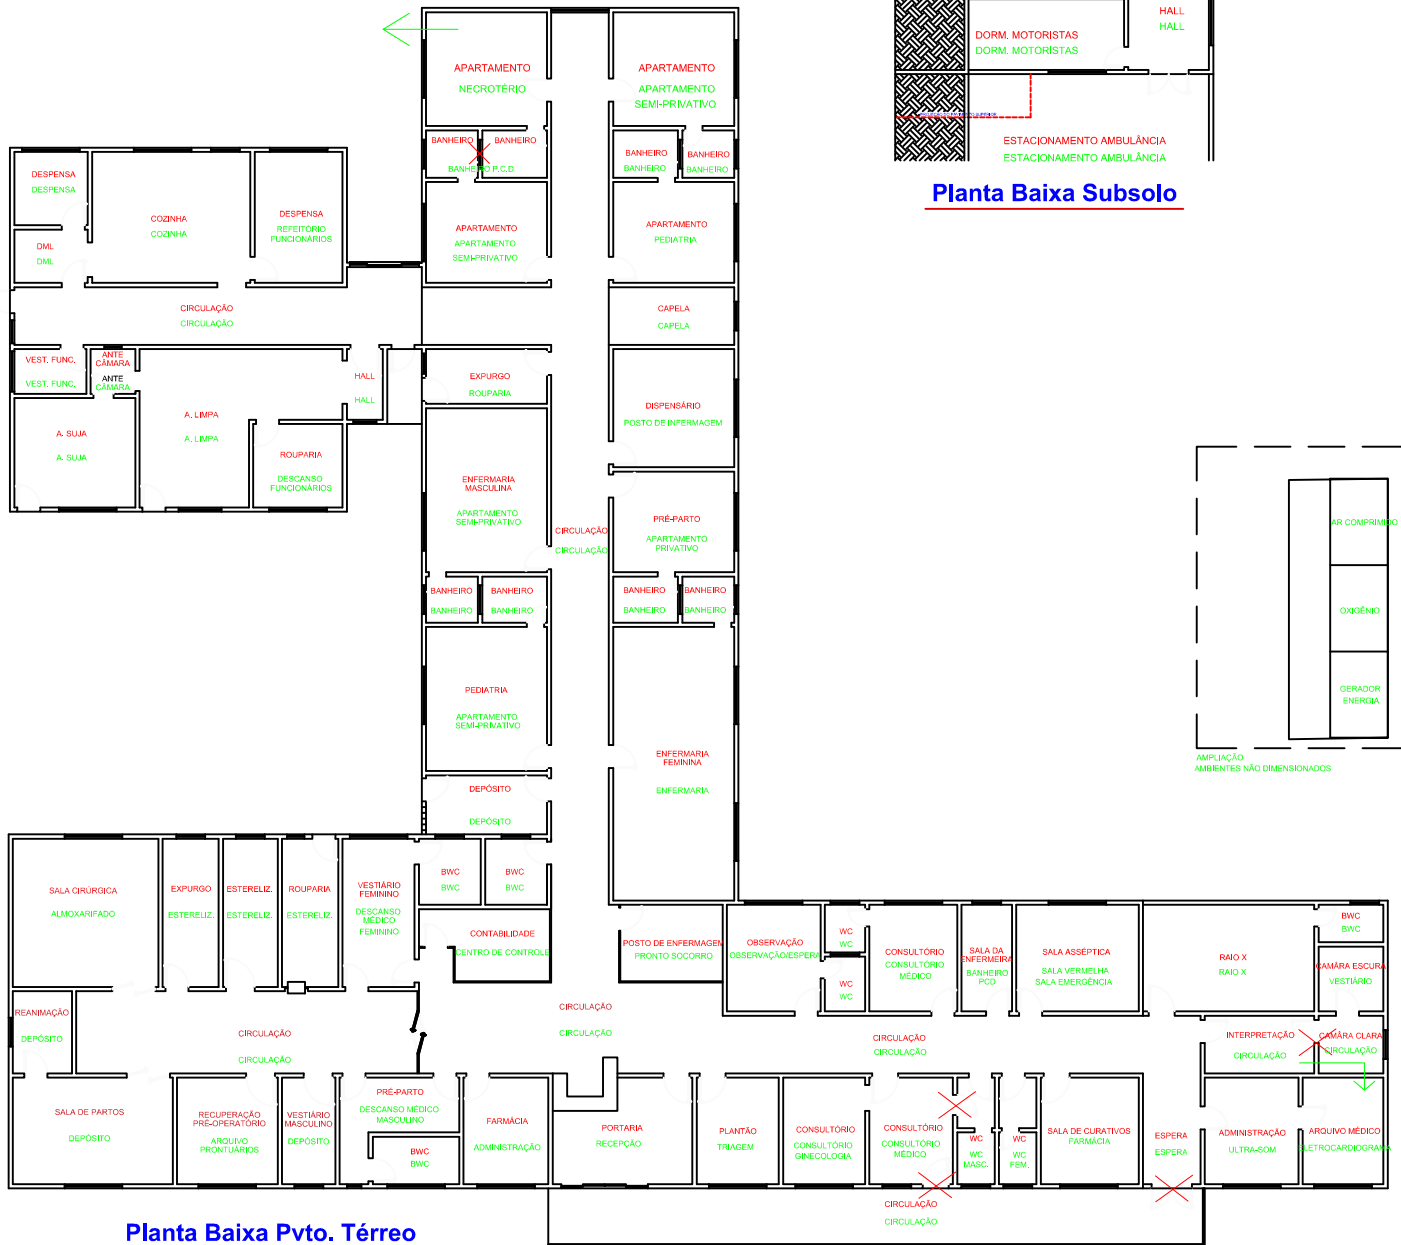 HALL
HALL
DORM. MOTORISTAS
DORM. MOTORISTAS
ESTACIONAMENTO AMBULÂNCIA
ESTACIONAMENTO AMBULÂNCIA
Planta Baixa Subsolo
APARTAMENTO
NECROTÉRIO
APARTAMENTO
APARTAMENTO
SEMI-PRIVATIVO
BANHEIRO
BANHEIRO
BANHEIRO P.C.D
BANHEIRO
BANHEIRO
BANHEIRO
BANHEIRO
DESPENSA
DESPENSA
COZINHA
COZINHA
DESPENSA
REFEITÓRIO
FUNCIONÁRIOS
DML
DML
APARTAMENTO
APARTAMENTO
SEMI-PRIVATIVO
APARTAMENTO
PEDIATRIA
CIRCULAÇÃO
CIRCULAÇÃO
CAPELA
CAPELA
VEST. FUNC.
VEST. FUNC.
ANTE
CÂMARA
ANTE
CÂMARA
HALL
HALL
EXPURGO
ROUPARIA
A. LIMPA
A. LIMPA
A. SUJA
A. SUJA
ROUPARIA
DESCANSO
FUNCIONÁRIOS
DISPENSÁRIO
POSTO DE INFERMAGEM
ENFERMARIA
MASCULINA
APARTAMENTO
SEMI-PRIVATIVO
CIRCULAÇÃO
CIRCULAÇÃO
PRÉ-PARTO
APARTAMENTO
PRIVATIVO
BANHEIRO
BANHEIRO
BANHEIRO
BANHEIRO
BANHEIRO
BANHEIRO
BANHEIRO
BANHEIRO
PEDIATRIA
APARTAMENTO
SEMI-PRIVATIVO
ENFERMARIA
FEMININA
ENFERMARIA
DEPÓSITO
DEPÓSITO
AR COMPRIMIDO
OXIGÊNIO
GERADOR
ENERGIA
AMPLIAÇÃO
AMBIENTES NÃO DIMENSIONADOS
SALA CIRÚRGICA
ALMOXARIFADO
EXPURGO
ESTERELIZ.
ESTERELIZ.
ESTERELIZ.
ROUPARIA
ESTERELIZ.
VESTIÁRIO
FEMININO
DESCANSO
MÉDICO
FEMININO
BWC
BWC
BWC
BWC
CONTABILIDADE
CENTRO DE CONTROLE
POSTO DE ENFERMAGEM
PRONTO SOCORRO
OBSERVAÇÃO
OBSERVAÇÃO/ESPERA
WC
WC
WC
WC
CONSULTÓRIO
CONSULTÓRIO
MÉDICO
SALA DA
ENFERMEIRA
BANHEIRO
PCD
SALA ASSÉPTICA
SALA VERMELHA
SALA EMERGÊNCIA
RAIO X
RAIO X
BWC
BWC
CAMÂRA ESCURA
VESTIÁRIO
REANIMAÇÃO
DEPÓSITO
CIRCULAÇÃO
CIRCULAÇÃO
CIRCULAÇÃO
CIRCULAÇÃO
CIRCULAÇÃO
CIRCULAÇÃO
INTERPRETAÇÃO
CIRCULAÇÃO
CAMÂRA CLARA
CIRCULAÇÃO
SALA DE PARTOS
DEPÓSITO
RECUPERAÇÃO
PRÉ-OPERATÓRIO
ARQUIVO
PRONTUÁRIOS
VESTIÁRIO
MASCULINO
DEPÓSITO
PRÉ-PARTO
DESCANSO MÉDICO
MASCULINO
BWC
BWC
FARMÁCIA
ADMINISTRAÇÃO
PORTARIA
RECEPÇÃO
PLANTÃO
TRIAGEM
CONSULTÓRIO
CONSULTÓRIO
GINECOLOGIA
CONSULTÓRIO
CONSULTÓRIO
MÉDICO
WC
WC
MASC.
WC
WC
FEM.
SALA DE CURATIVOS
FARMÁCIA
ESPERA
ESPERA
ADMINISTRAÇÃO
ULTRA-SOM
ARQUIVO MÉDICO
ELETROCARDIOGRAMA
CIRCULAÇÃO
CIRCULAÇÃO
Planta Baixa Pvto. Térreo